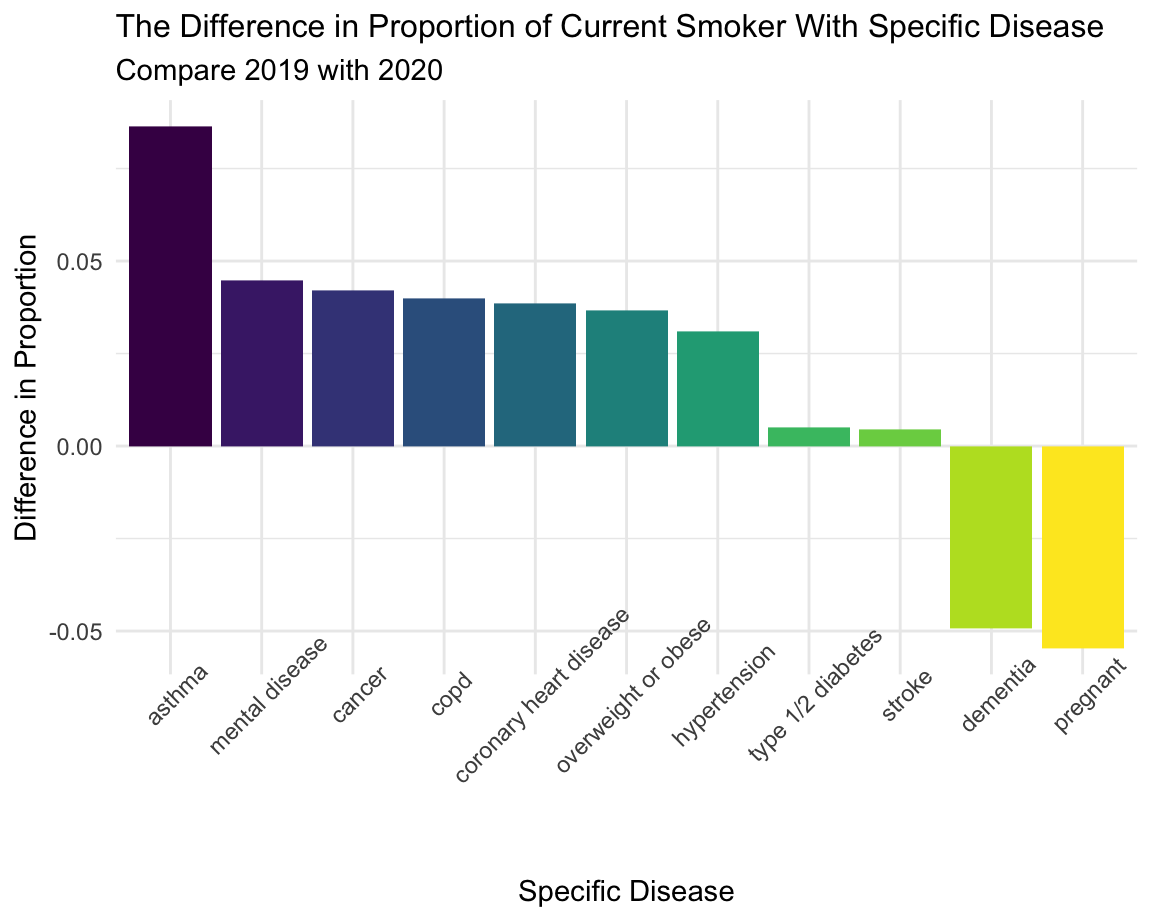 The Difference in Proportion of Current Smoker With Specific Disease
Compare 2019 with 2020
Difference in Proportion
0.05
0.00
-0.05
asthma
mental disease
cancer
copd
coronary heart disease
overweight or obese
hypertension
type 1/2 diabetes
stroke
dementia
pregnant
Specific Disease